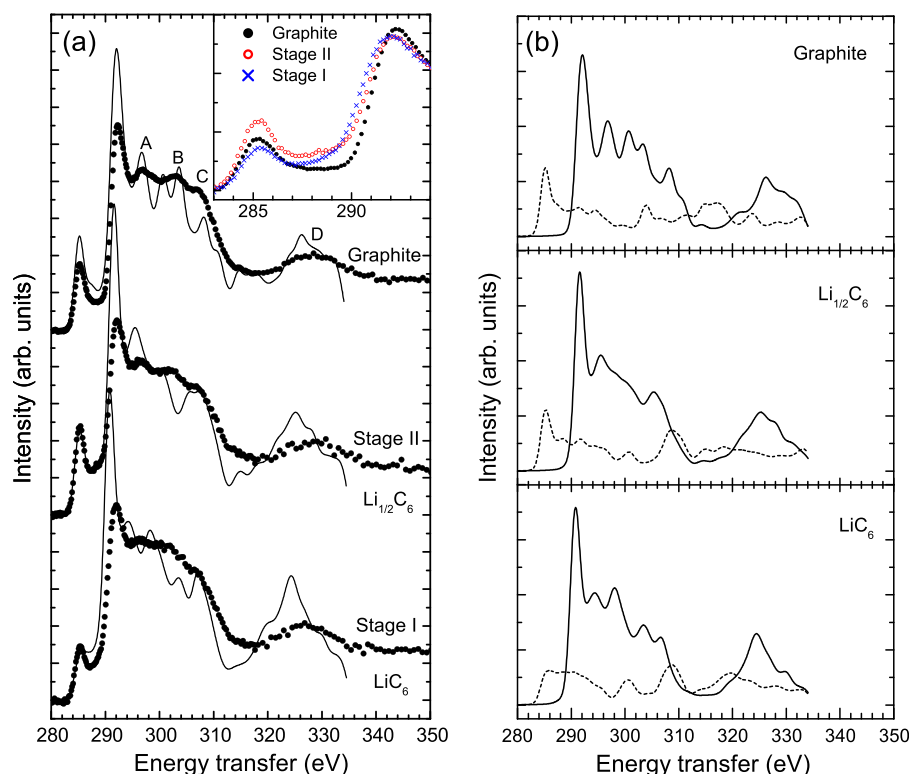 (a)
Graphite
Stage II
Stage I
285 290
A
B
C
D
Graphite
Stage II
Li1/2C6
Stage I
LiC6
Intensity (arb. units)
280 290 300 310 320 330 340 350
Energy transfer (eV)
(b)
Graphite
Li1/2C6
LiC6
Intensity (arb. units)
280 290 300 310 320 330 340 350
Energy transfer (eV)